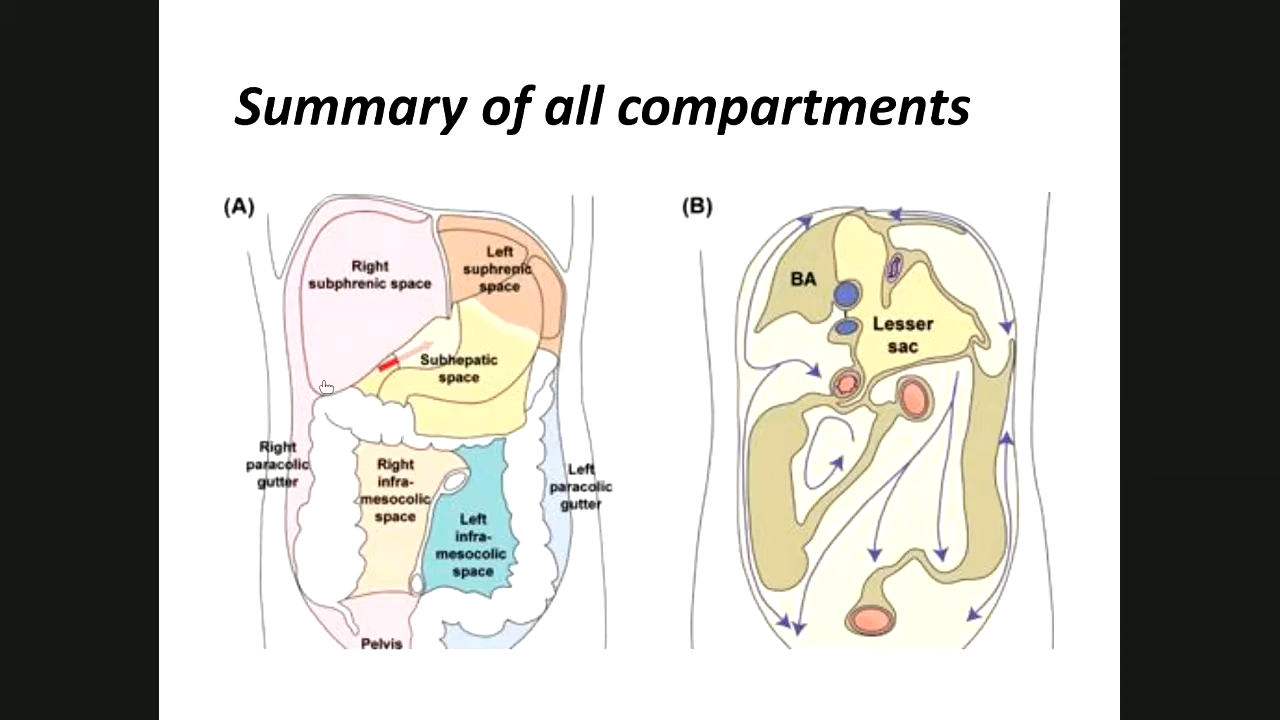 Summary of all compartments
(A)
Right
subphrenic space
Left
suphrenic
space
Subhepatic
space
Right
paracolic
gutter
Right
infra-
mesocolic
space
Left
infra-
mesocolic
space
Left
paracolic
gutter
Pelvis
(B)
BA
Lesser
sac